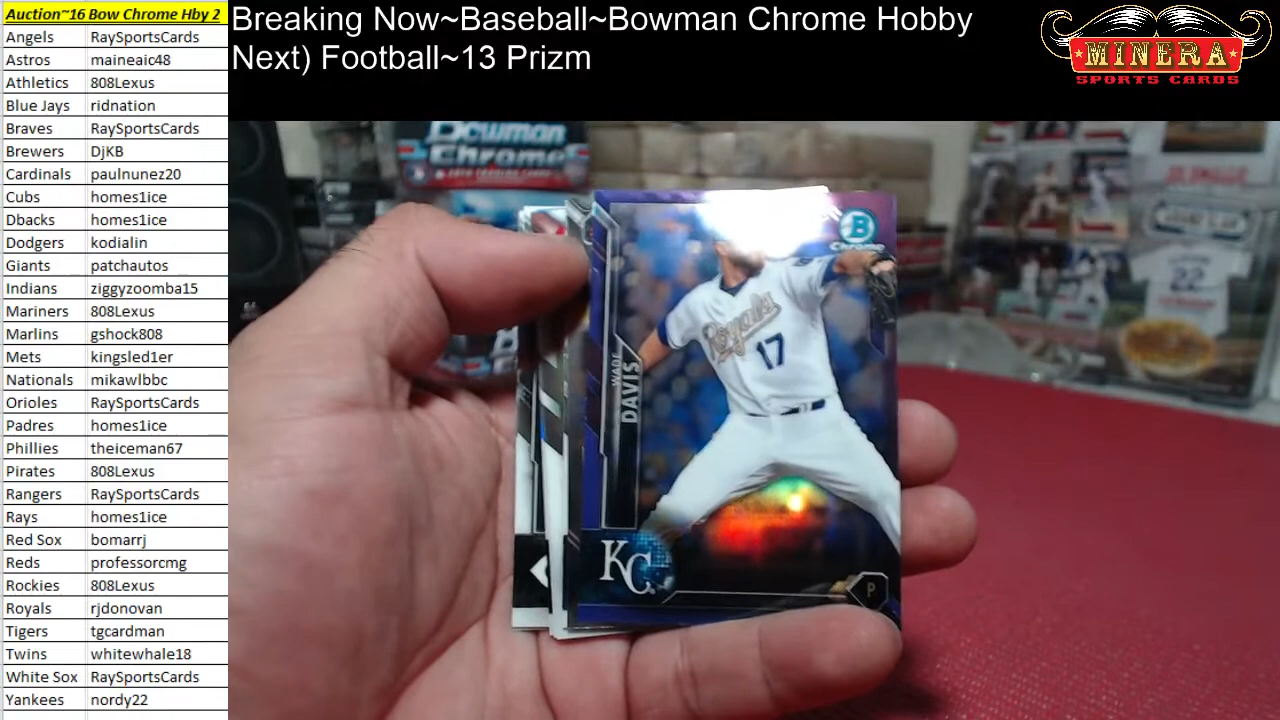 Auction~16 Bow Chrome Hby 2
Angels RaySportsCards
Astros maineaic48
Athletics 808Lexus
Blue Jays ridnation
Braves RaySportsCards
Brewers DjKB
Cardinals paulnunez20
Cubs homes1ice
Dbacks homes1ice
Dodgers kodialin
Giants patchautos
Indians ziggyzoomba15
Mariners 808Lexus
Marlins gshock808
Mets kingsled1er
Nationals mikawlbbc
Orioles RaySportsCards
Padres homes1ice
Phillies theiceman67
Pirates 808Lexus
Rangers RaySportsCards
Rays homes1ice
Red Sox bomarrj
Reds professorcmg
Rockies 808Lexus
Royals rjdonovan
Tigers tgcardman
Twins whitewhale18
White Sox RaySportsCards
Yankees nordy22
Breaking Now~Baseball~Bowman Chrome Hobby
Next) Football~13 Prizm
MINERA
SPORTS CARDS
Bowman
Chrome
B
Chrome
Royals
17
WADE
DAVIS
KC
P
22